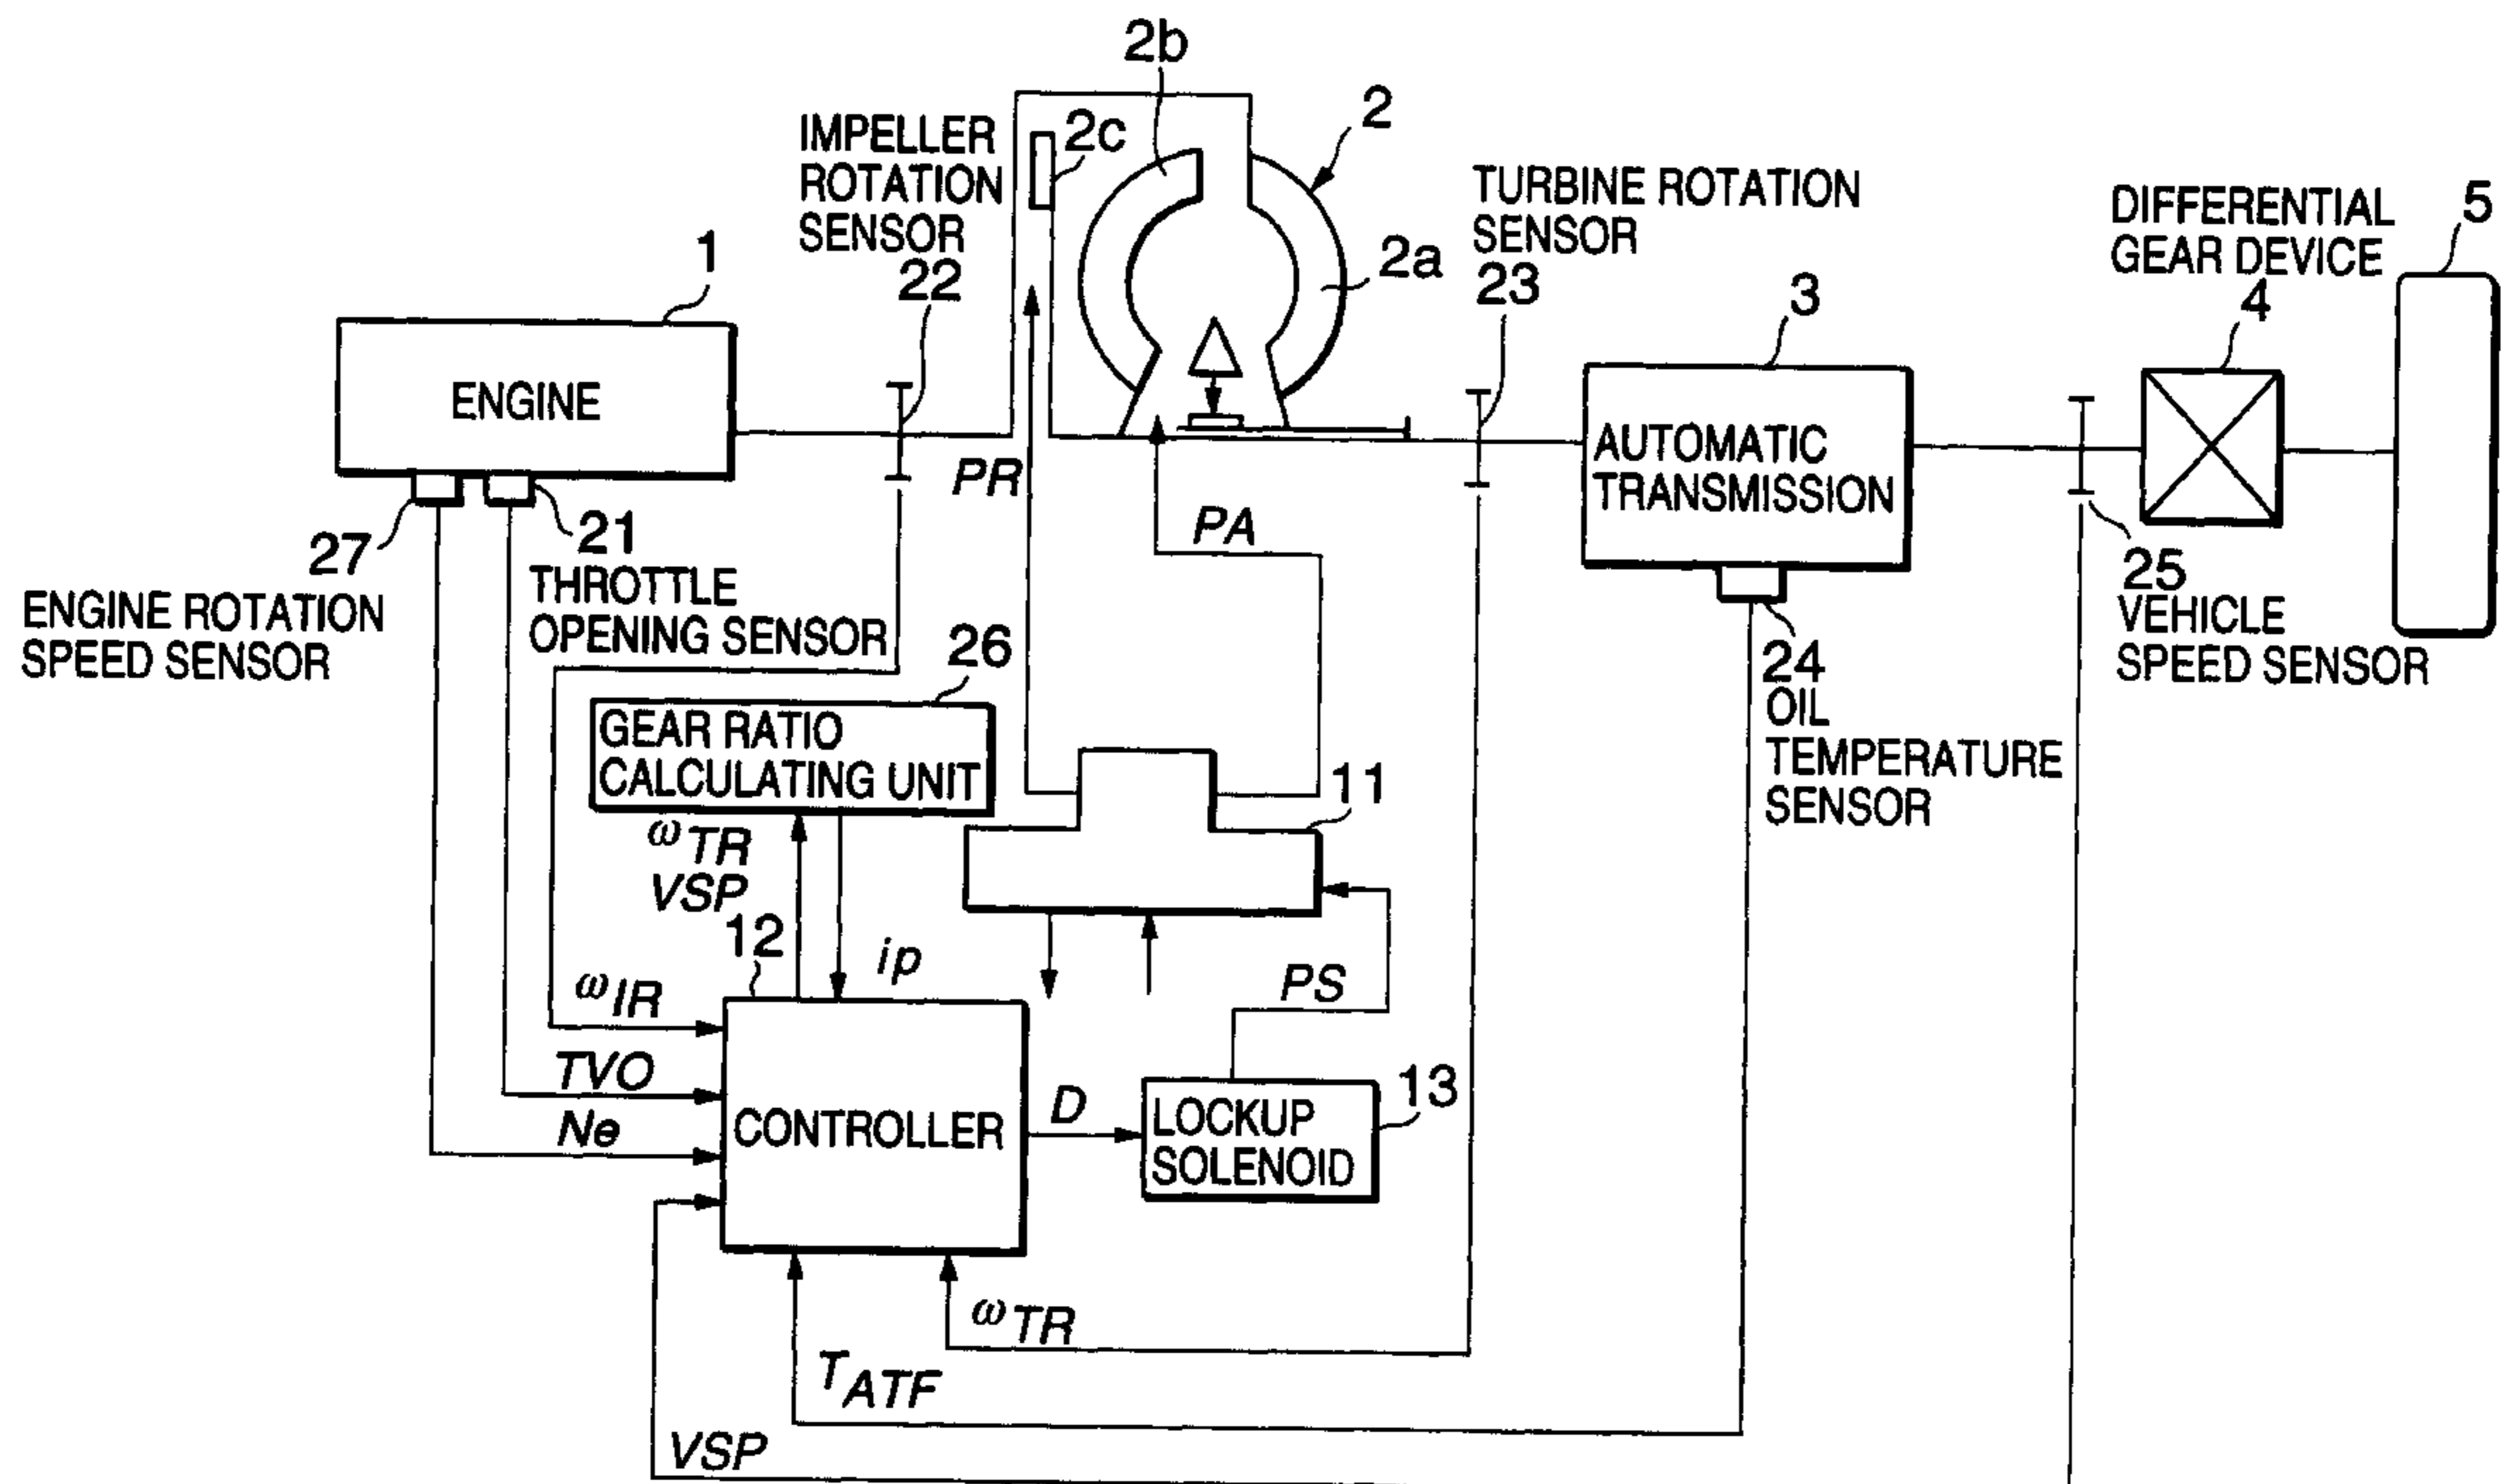 2b
2
IMPELLER
ROTATION
SENSOR
22
2c
2a
TURBINE ROTATION
SENSOR
23
DIFFERENTIAL
GEAR DEVICE
4
5
1
ENGINE
3
AUTOMATIC
TRANSMISSION
PR
PA
27
ENGINE ROTATION
SPEED SENSOR
21
THROTTLE
OPENING SENSOR
25
VEHICLE
SPEED SENSOR
24
OIL
TEMPERATURE
SENSOR
26
GEAR RATIO
CALCULATING UNIT
11
ωTR
VSP
12
ip
PS
ωIR
TVO
Ne
CONTROLLER
D
LOCKUP
SOLENOID
13
ωTR
TATF
VSP